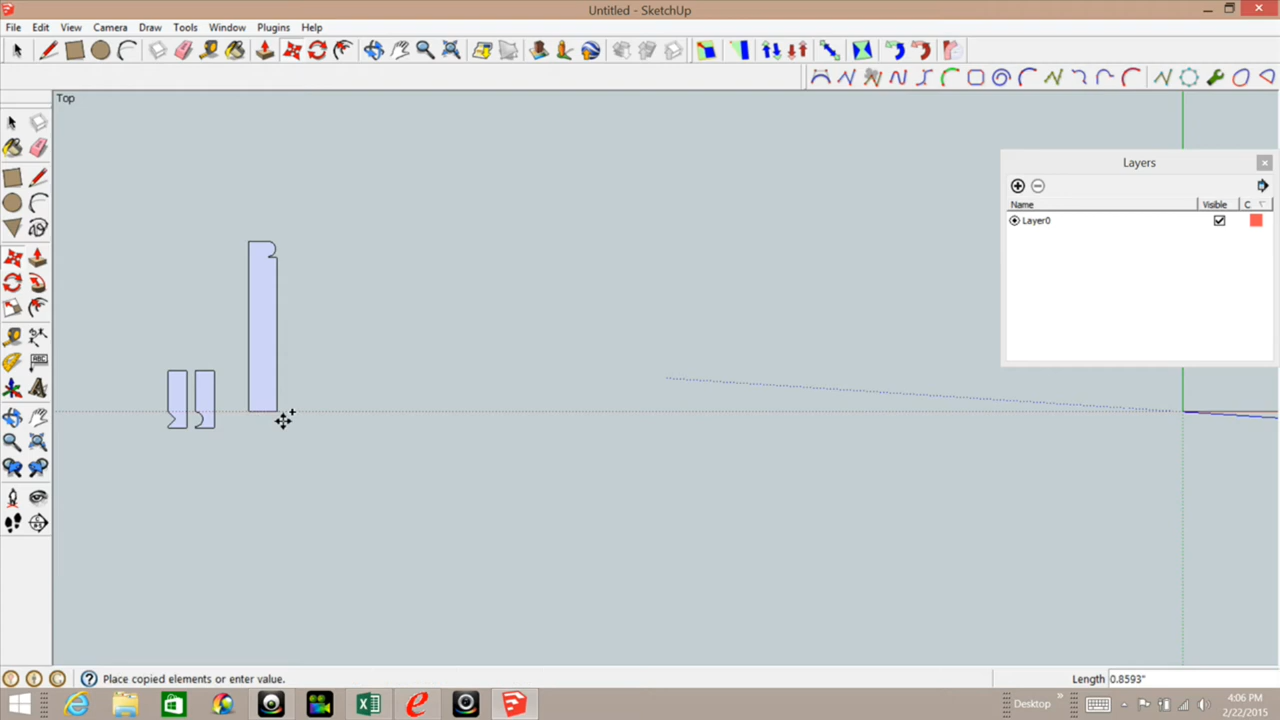 Untitled - SketchUp
File Edit View Camera Draw Tools Window Plugins Help
Top
Layers
Name Visible C
Layer0
ABC
Place copied elements or enter value.
Length 0.8593"
Desktop
4:06 PM
2/22/2015